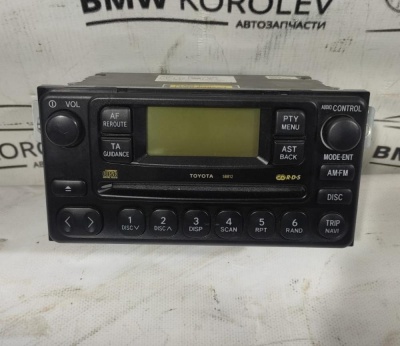 BMW KOROLEV
АВТОЗАПЧАСТИ
VOL
AF
REROUTE
PTY
MENU
AUDIO CONTROL
TA
GUIDANCE
AST
BACK
MODE·ENT
AM·FM
TOYOTA
R·D·S
DISC
1
DISC
2
DISC
3
DISP
4
SCAN
5
RPT
6
RAND
TRIP
NAVI